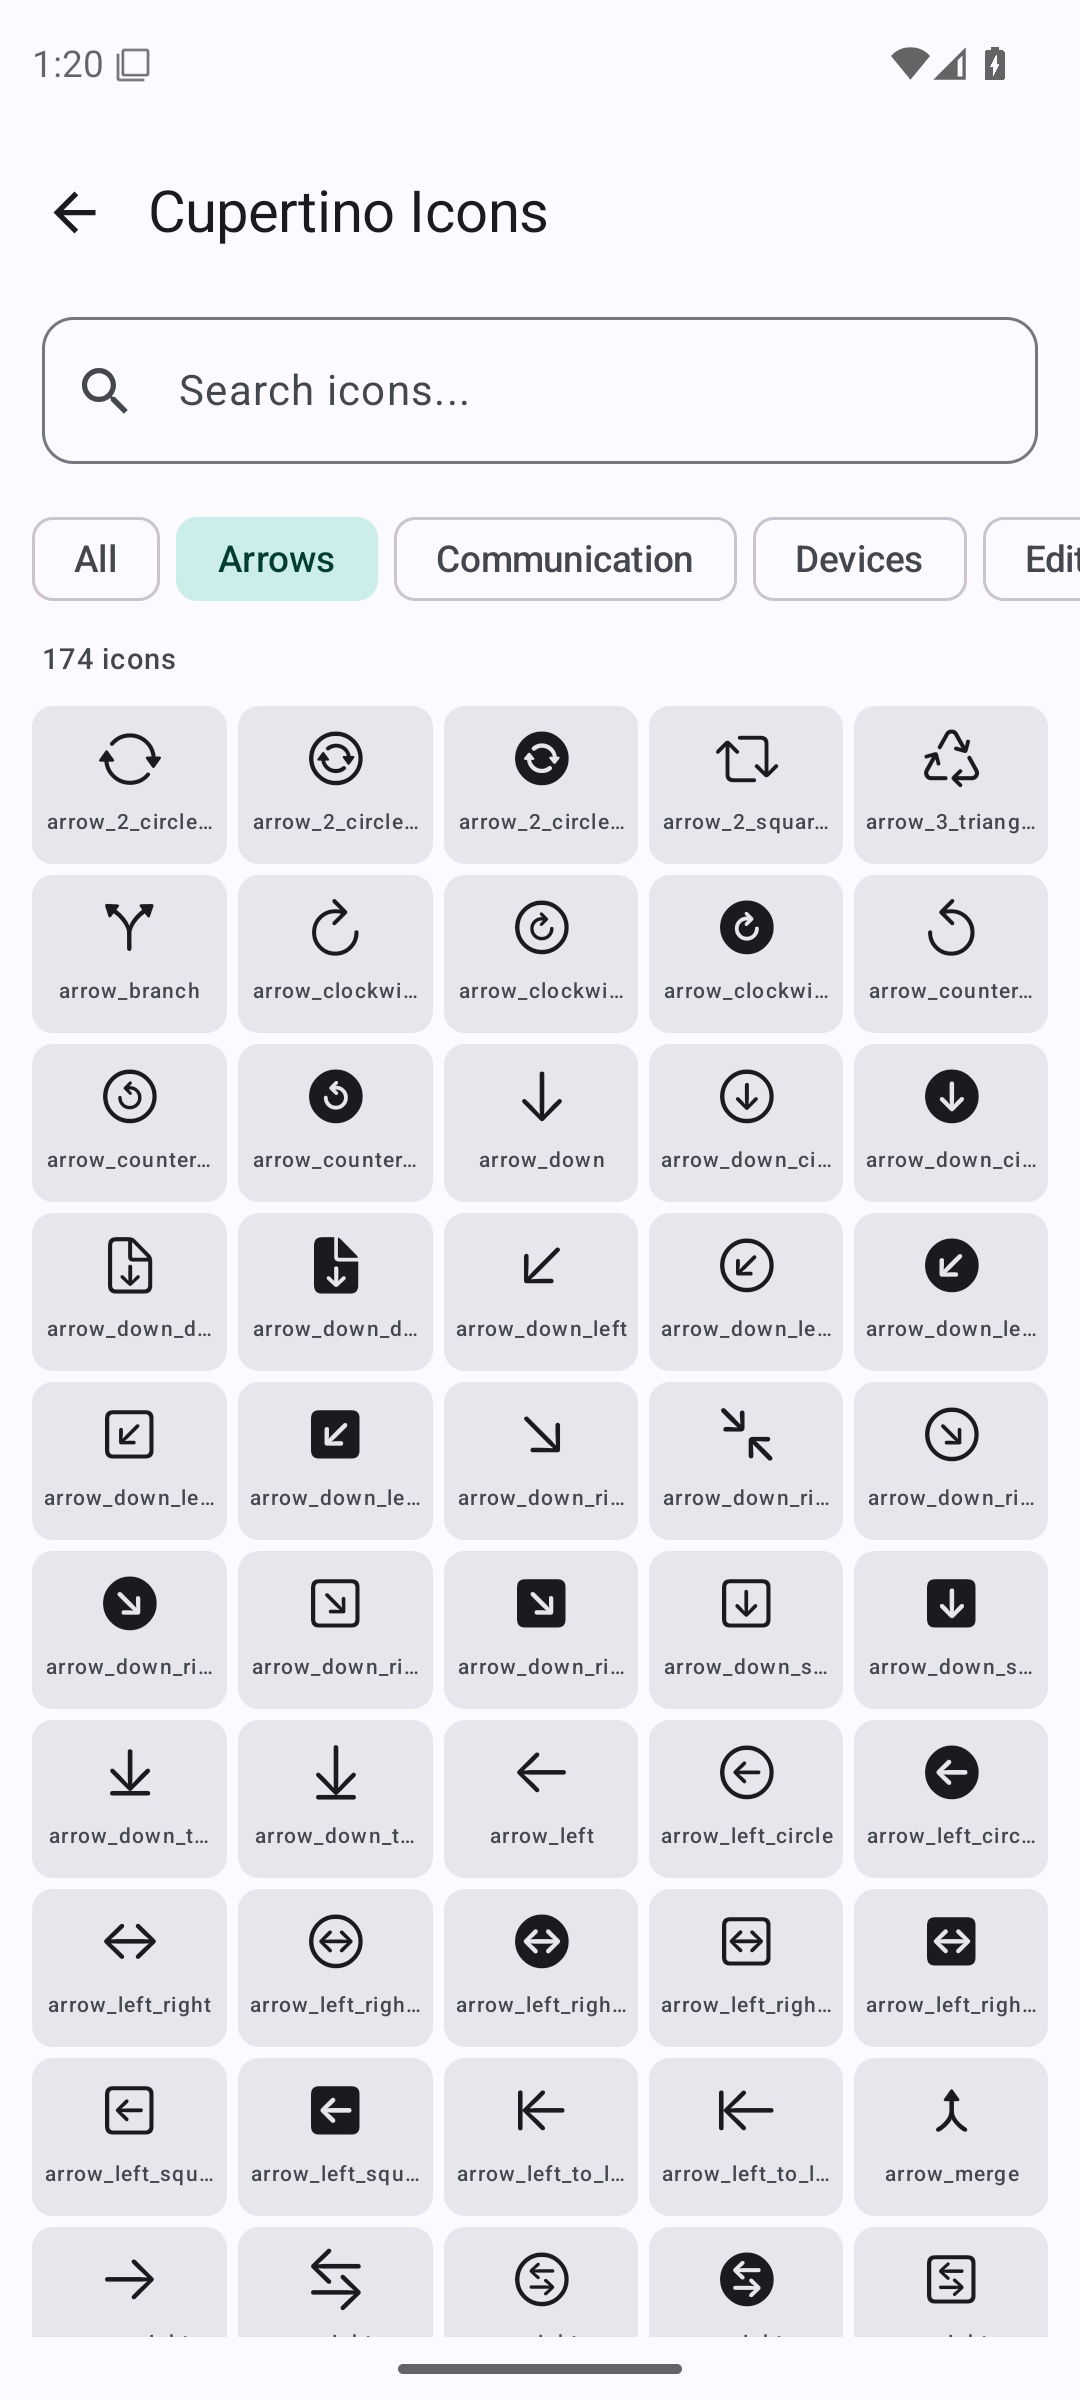 1:20
Cupertino Icons
Search icons...
All Arrows Communication Devices Edit
174 icons
arrow_2_circle... arrow_2_circle... arrow_2_circle... arrow_2_squar... arrow_3_triang...
arrow_branch arrow_clockwi... arrow_clockwi... arrow_clockwi... arrow_counter...
arrow_counter... arrow_counter... arrow_down arrow_down_ci... arrow_down_ci...
arrow_down_d... arrow_down_d... arrow_down_left arrow_down_le... arrow_down_le...
arrow_down_le... arrow_down_le... arrow_down_ri... arrow_down_ri... arrow_down_ri...
arrow_down_ri... arrow_down_ri... arrow_down_ri... arrow_down_s... arrow_down_s...
arrow_down_t... arrow_down_t... arrow_left arrow_left_circle arrow_left_circ...
arrow_left_right arrow_left_righ... arrow_left_righ... arrow_left_righ... arrow_left_righ...
arrow_left_squ... arrow_left_squ... arrow_left_to_l... arrow_left_to_l... arrow_merge